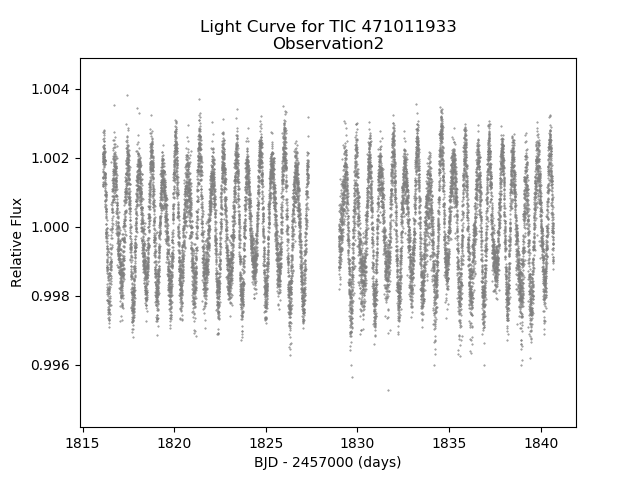 Light Curve for TIC 471011933
Observation2
Relative Flux
1.004
1.002
1.000
0.998
0.996
1815 1820 1825 1830 1835 1840
BJD - 2457000 (days)